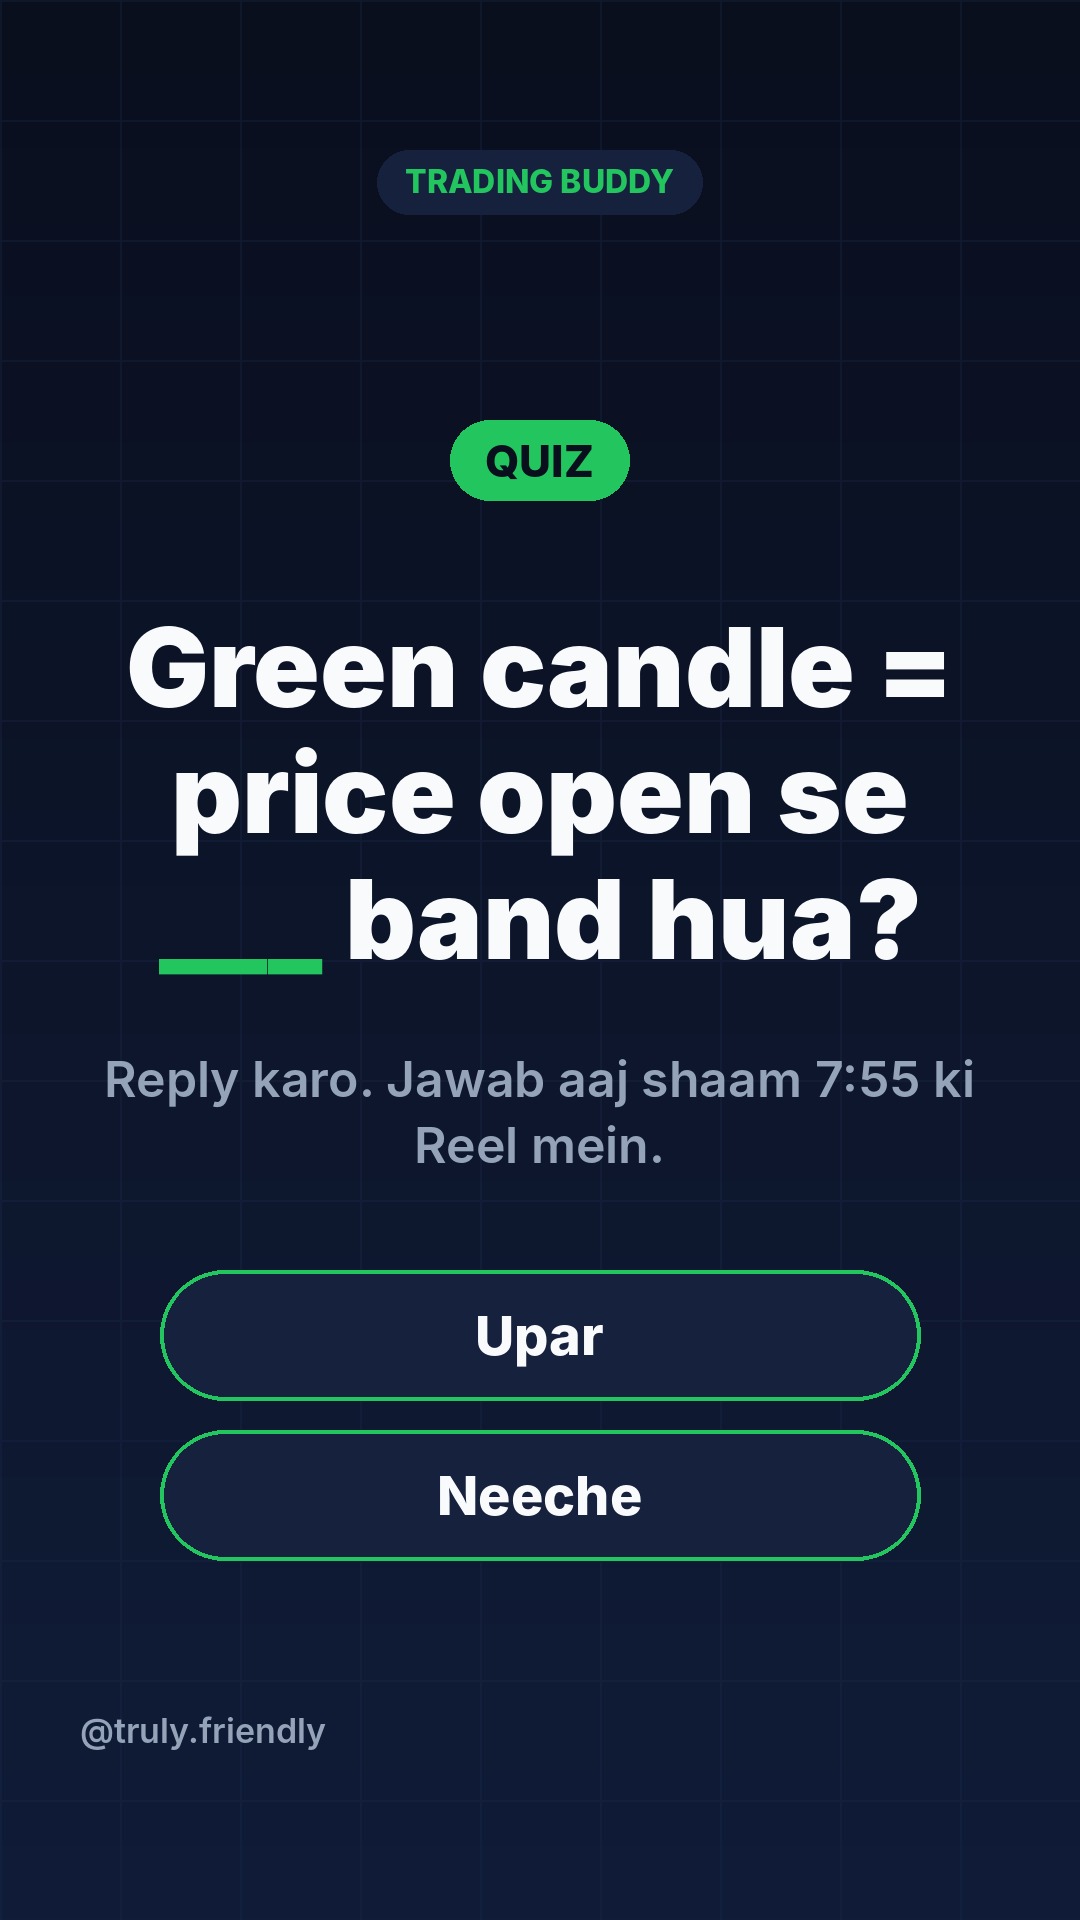 TRADING BUDDY
QUIZ
Green candle =
price open se
___ band hua?
Reply karo. Jawab aaj shaam 7:55 ki
Reel mein.
Upar
Neeche
@truly.friendly